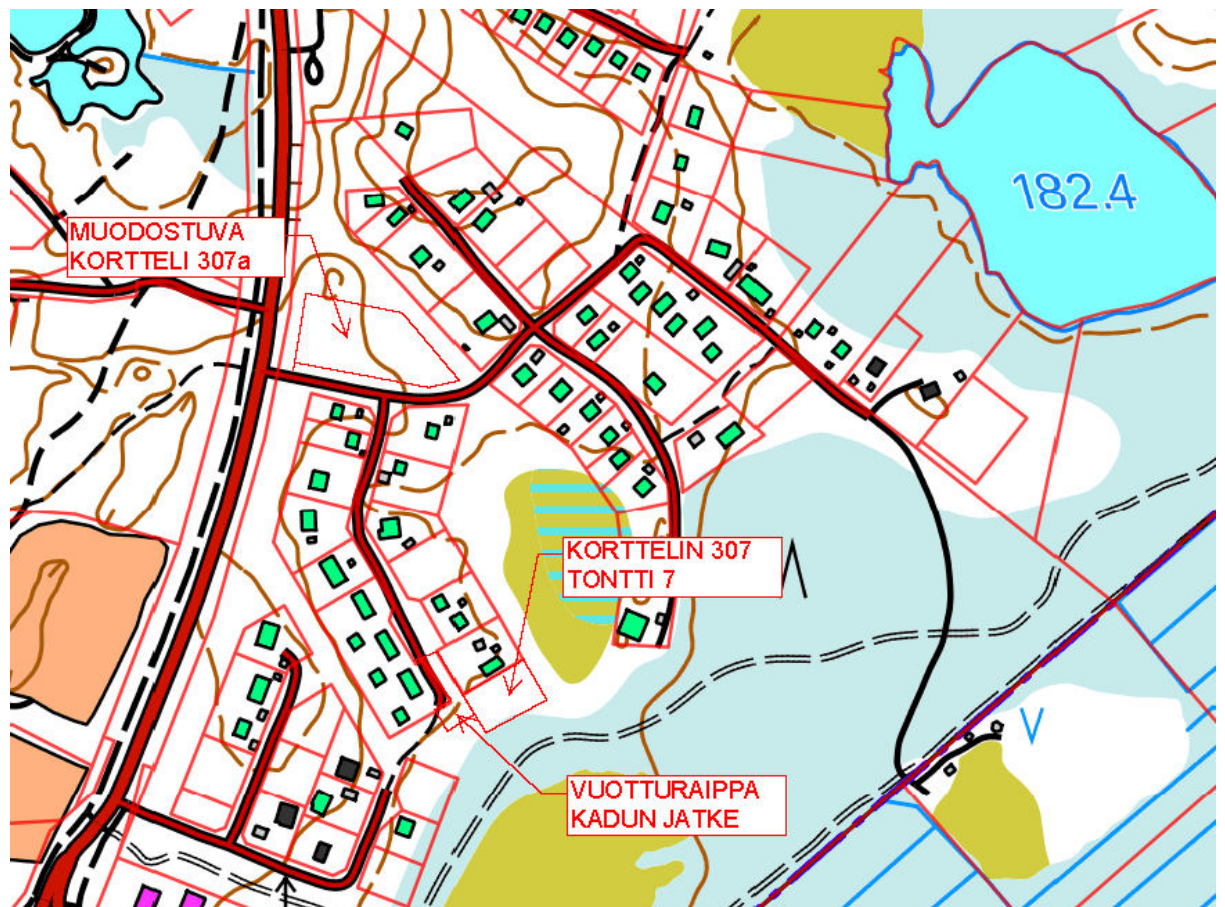 182.4
MUODOSTUVA
KORTTELI 307a
KORTTELIN 307
TONTTI 7
VUOTTURAIPPA
KADUN JATKE